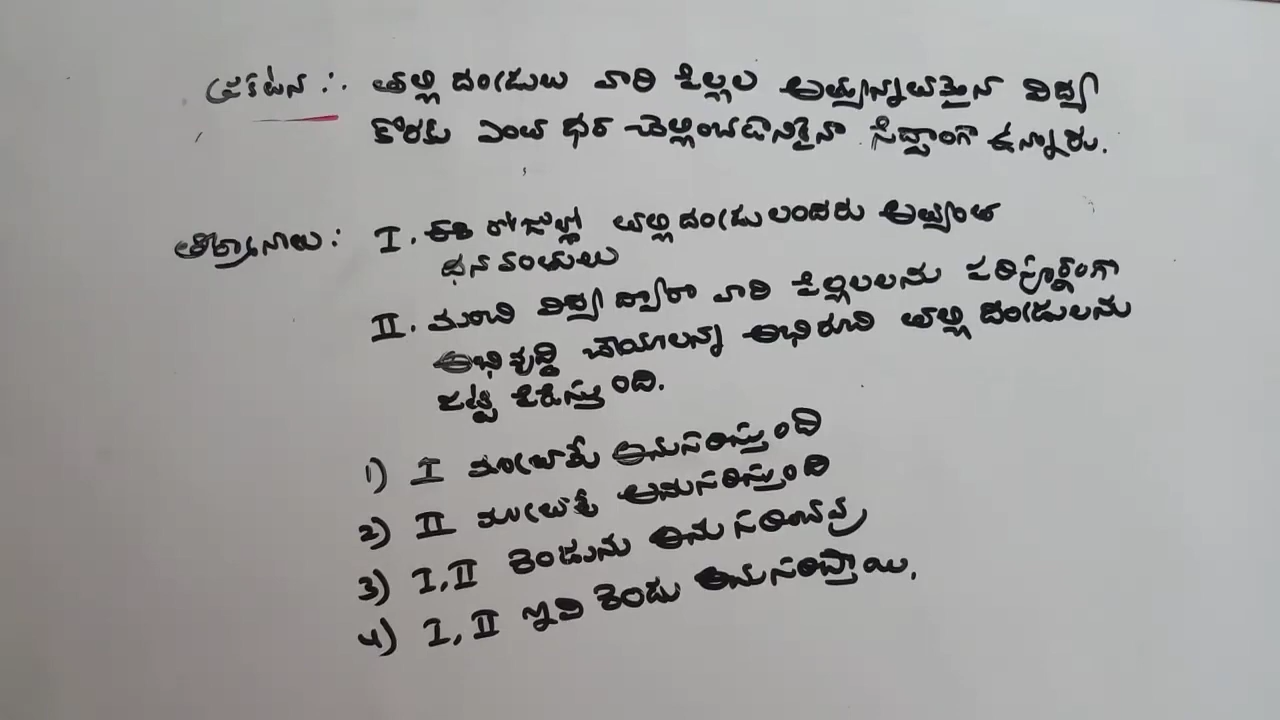 ప్రకటన :. తల్లి దండ్రులు వారి పిల్లల అత్యున్నతమైన విద్య
కొరకు ఎంత ధర చెల్లించడానికైనా సిద్ధంగా ఉన్నారు.
తీర్మానాలు : I. ఈ రోజుల్లో తల్లి దండ్రులందరు అత్యంత
ధనవంతులు
II. మంచి విద్య ద్వారా వారి పిల్లలను పరిపూర్ణంగా
అభివృద్ధి చేయాలన్న అభిరుచి తల్లి దండ్రులను
పట్టి పీడిస్తుంది.
1) I మాత్రమే అనుసరిస్తుంది
2) II మాత్రమే అనుసరిస్తుంది
3) I, II రెండును అనుసరించవు
4) I, II ఇవి రెండు అనుసరిస్తాయి.